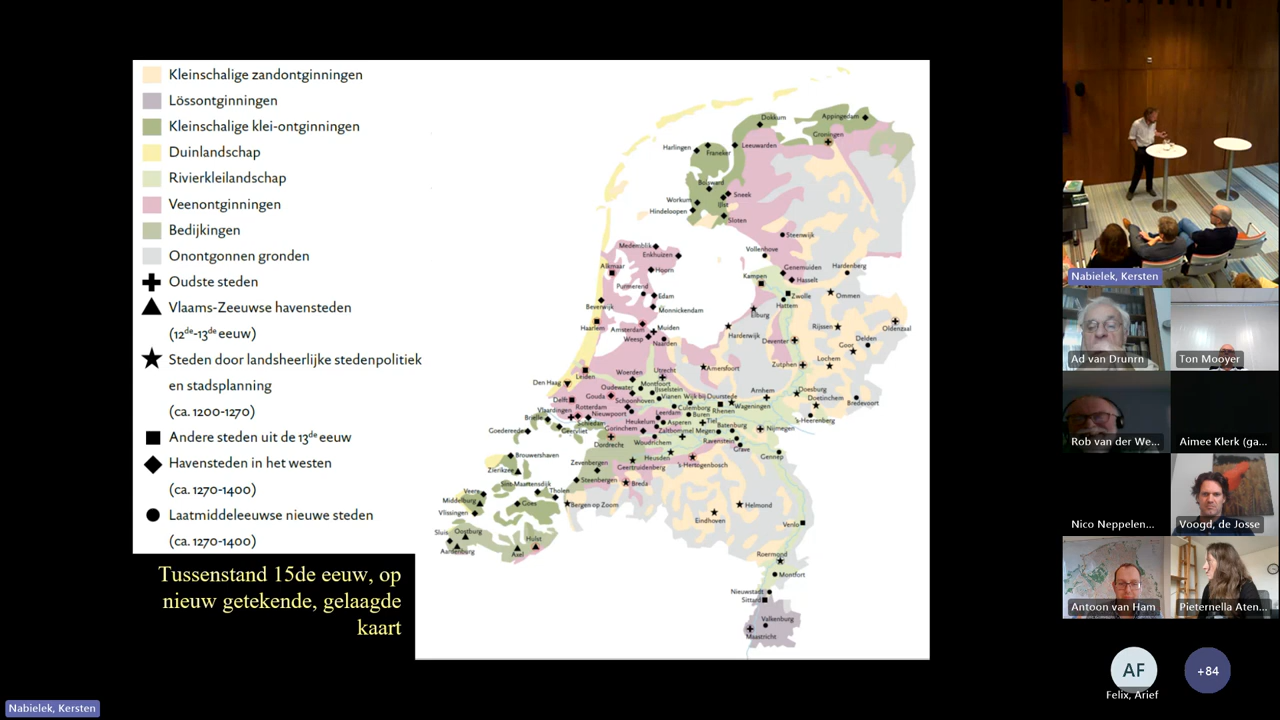 Kleinschalige zandontginningen
Lössontginningen
Kleinschalige klei-ontginningen
Duinlandschap
Rivierkleilandschap
Veenontginningen
Bedijkingen
Onontgonnen gronden
Oudste steden
Vlaams-Zeeuwse havensteden
(12de-13de eeuw)
Steden door landsheerlijke stedenpolitiek
en stadsplanning
(ca. 1200-1270)
Andere steden uit de 13de eeuw
Havensteden in het westen
(ca. 1270-1400)
Laatmiddeleeuwse nieuwe steden
(ca. 1270-1400)
Tussenstand 15de eeuw, op
nieuw getekende, gelaagde
kaart
Dokkum
Appingedam
Groningen
Harlingen
Franeker
Leeuwarden
Bolsward
Sneek
Workum
IJlst
Hindeloopen
Sloten
Steenwijk
Medemblik
Enkhuizen
Vollenhove
Alkmaar
Hoorn
Genemuiden
Hardenberg
Kampen
Hasselt
Purmerend
Edam
Zwolle
Ommen
Beverwijk
Monnickendam
Hattem
Elburg
Haarlem
Amsterdam
Muiden
Weesp
Naarden
Harderwijk
Rijssen
Oldenzaal
Deventer
Delden
Goor
Lochem
Zutphen
Leiden
Woerden
Utrecht
Amersfoort
Den Haag
Oudewater
Montfoort
IJsselstein
Arnhem
Doesburg
Doetinchem
Bredevoort
Delft
Gouda
Schoonhoven
Vianen
Wijk bij Duurstede
Wageningen
Rhenen
Culemborg
Vlaardingen
Rotterdam
Nieuwpoort
Leerdam
Buren
Tiel
's Heerenberg
Brielle
Schiedam
Heukelum
Asperen
Batenburg
Nijmegen
Goedereede
Geervliet
Gorinchem
Zaltbommel
Megen
Dordrecht
Woudrichem
Ravenstein
Grave
Brouwershaven
Heusden
Gennep
Zierikzee
Zevenbergen
Geertruidenberg
's-Hertogenbosch
Sint-Maartensdijk
Steenbergen
Breda
Veere
Tholen
Middelburg
Goes
Bergen op Zoom
Helmond
Vlissingen
Eindhoven
Venlo
Sluis
Oostburg
Hulst
Aardenburg
Axel
Roermond
Montfort
Nieuwstadt
Sittard
Valkenburg
Maastricht
Nabielek, Kersten
Ad van Drunrn
Ton Mooyer
Rob van der We...
Aimee Klerk (ga...
Nico Neppelen...
Voogd, de Josse
Antoon van Ham
Pieternella Aten...
AF
+84
Felix, Arief
Nabielek, Kersten